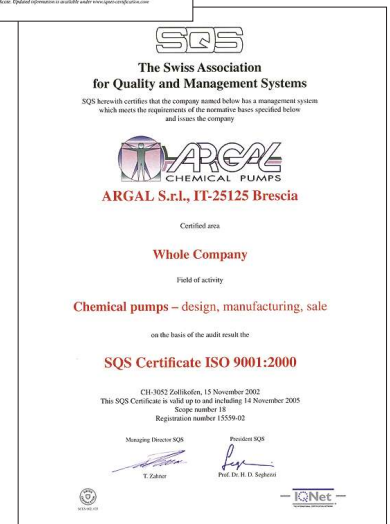 SQS
The Swiss Association
for Quality and Management Systems
SQS herewith certifies that the company named below has a management system
which meets the requirements of the normative bases specified below
and issues the company
ARGAL
CHEMICAL PUMPS
ARGAL S.r.l., IT-25125 Brescia
Certified area
Whole Company
Field of activity
Chemical pumps – design, manufacturing, sale
on the basis of the audit result the
SQS Certificate ISO 9001:2000
CH-3052 Zollikofen, 15 November 2002
This SQS Certificate is valid up to and including 14 November 2005
Scope number 18
Registration number 15559-02
Managing Director SQS
President SQS
T. Zahner
Prof. Dr. H. D. Seghezzi
IQNet